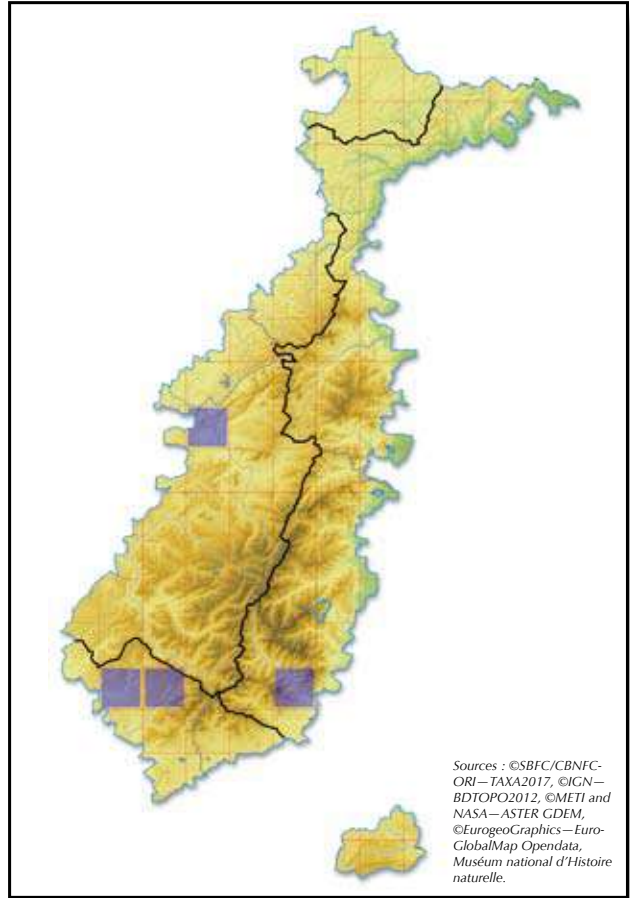 Sources : ©SBFC/CBNFC-
ORI—TAXA2017, ©IGN—
BDTOPO2012, ©METI and
NASA—ASTER GDEM,
©EurogeoGraphics—Euro-
GlobalMap Opendata,
Muséum national d'Histoire
naturelle.